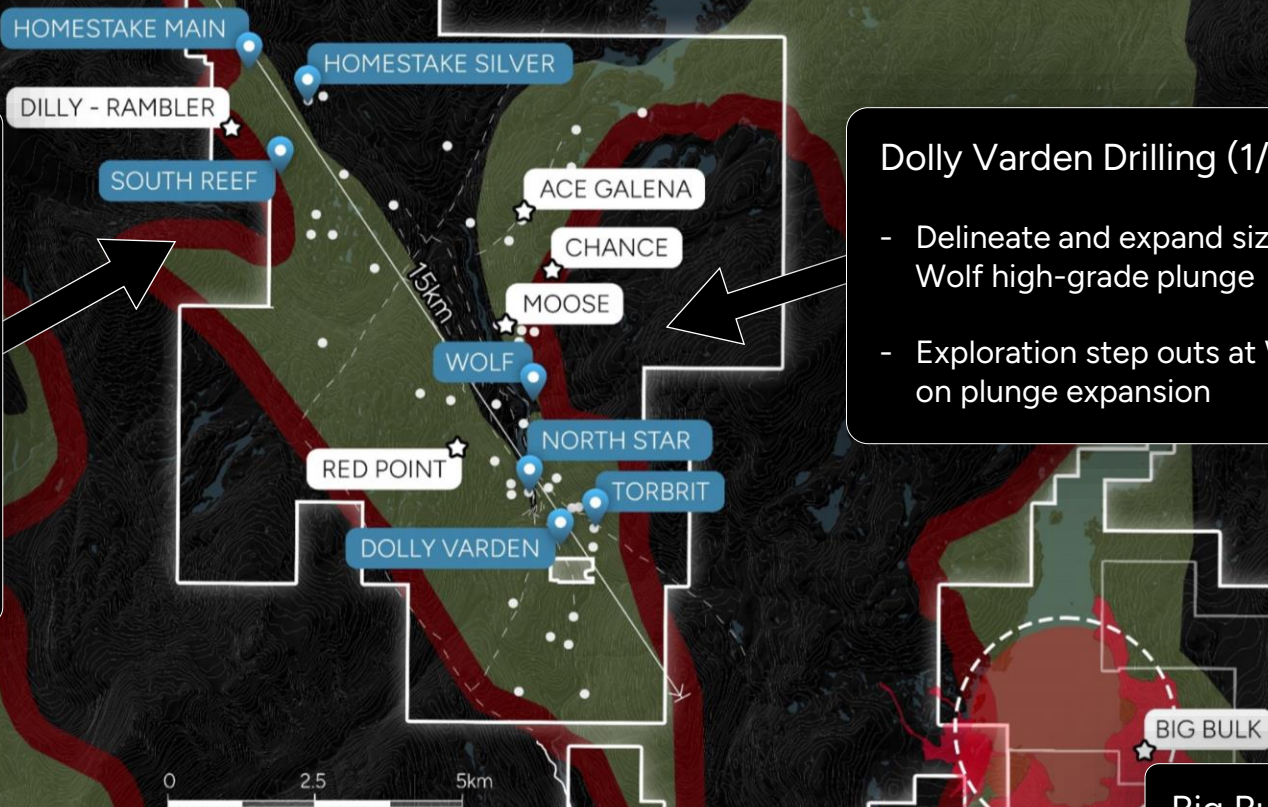 HOMESTAKE MAIN
HOMESTAKE SILVER
DILLY - RAMBLER
SOUTH REEF
ACE GALENA
CHANCE
15km
MOOSE
WOLF
NORTH STAR
RED POINT
TORBRIT
DOLLY VARDEN
0 2.5 5km
Dolly Varden Drilling (1/
- Delineate and expand siz
Wolf high-grade plunge
- Exploration step outs at
on plunge expansion
BIG BULK
Big